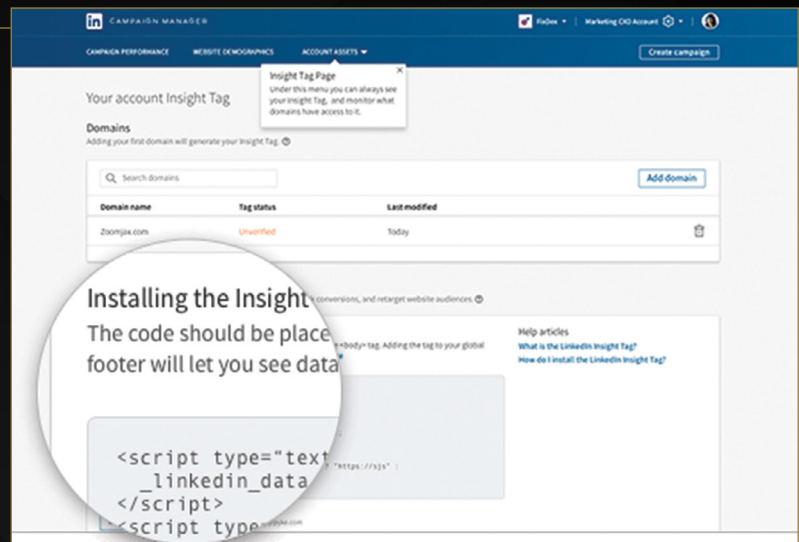 in CAMPAIGN MANAGER
FixDex
Marketing CXO Account
CAMPAIGN PERFORMANCE
WEBSITE DEMOGRAPHICS
ACCOUNT ASSETS
Create campaign
Insight Tag Page
Under this menu you can always see
your Insight Tag, and monitor what
domains have access to it.
Your account Insight Tag
Domains
Adding your first domain will generate your Insight Tag.
Search domains
Add domain
Domain name Tag status Last modified
Zoomjax.com Unverified Today
Installing the Insight
conversions, and retarget website audiences.
The code should be place
<body> tag. Adding the tag to your global
footer will let you see data
Help articles
What is the LinkedIn Insight Tag?
How do I install the LinkedIn Insight Tag?
<script type="text
_linkedin_data
</script>
<script type
? "https://sjs" :